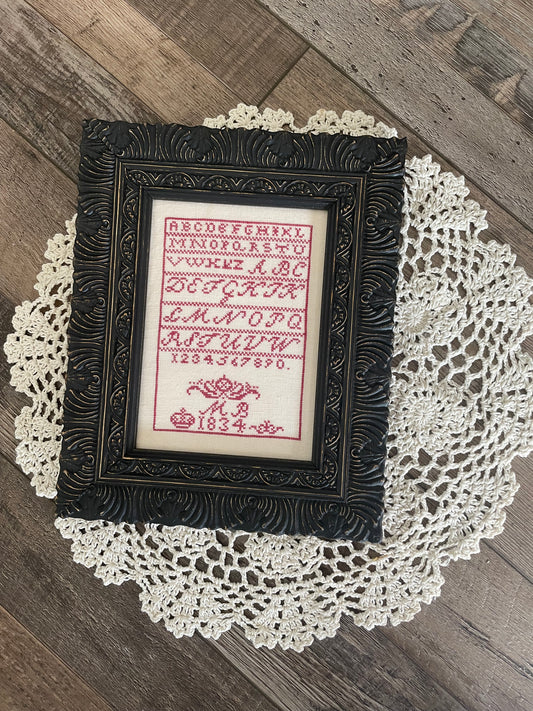 ABCDEFGHIKL
MNOPQRSTU
VWXYZ ABC
DEFGHIK
LMNOPQ
RSTUVW
1234567890.
MB
1834